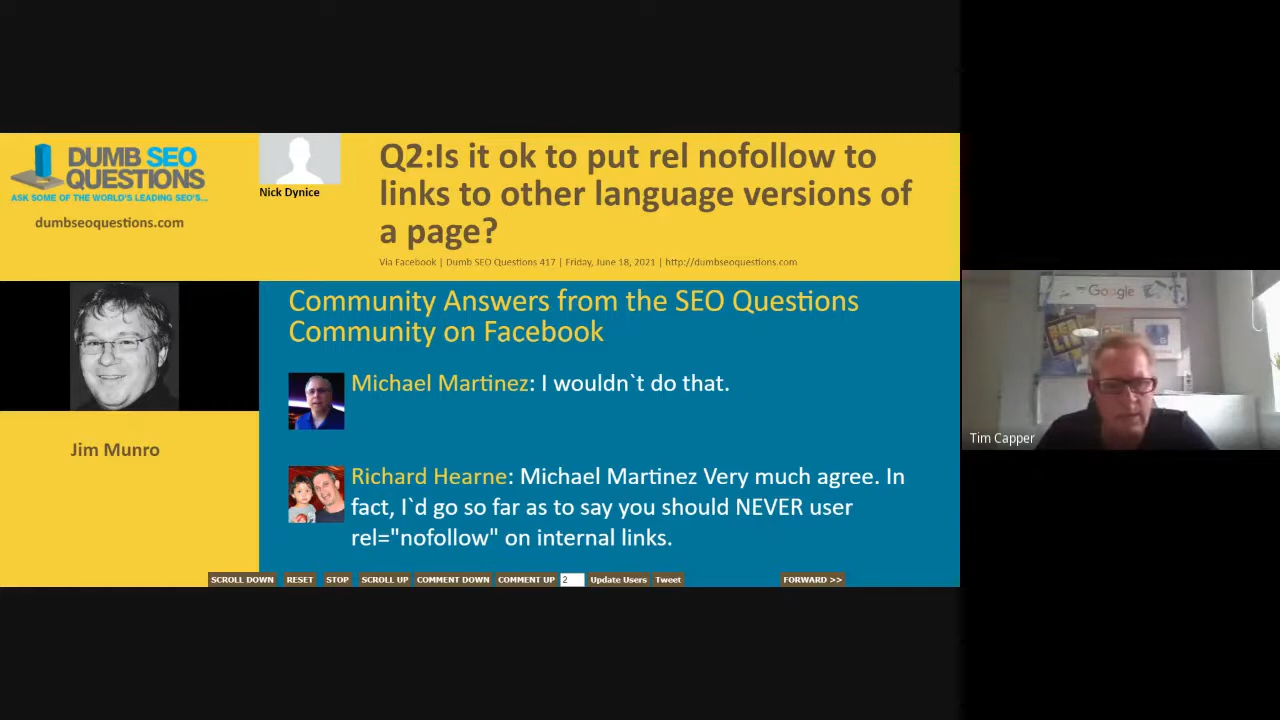 DUMB SEO
QUESTIONS
ASK SOME OF THE WORLD'S LEADING SEO'S...
dumbseoquestions.com
Nick Dynice
Q2:Is it ok to put rel nofollow to
links to other language versions of
a page?
Via Facebook | Dumb SEO Questions 417 | Friday, June 18, 2021 | http://dumbseoquestions.com
Jim Munro
Community Answers from the SEO Questions
Community on Facebook
Michael Martinez: I wouldn`t do that.
Richard Hearne: Michael Martinez Very much agree. In
fact, I`d go so far as to say you should NEVER user
rel="nofollow" on internal links.
SCROLL DOWN RESET STOP SCROLL UP COMMENT DOWN COMMENT UP 2 Update Users Tweet FORWARD >>
Google
Tim Capper